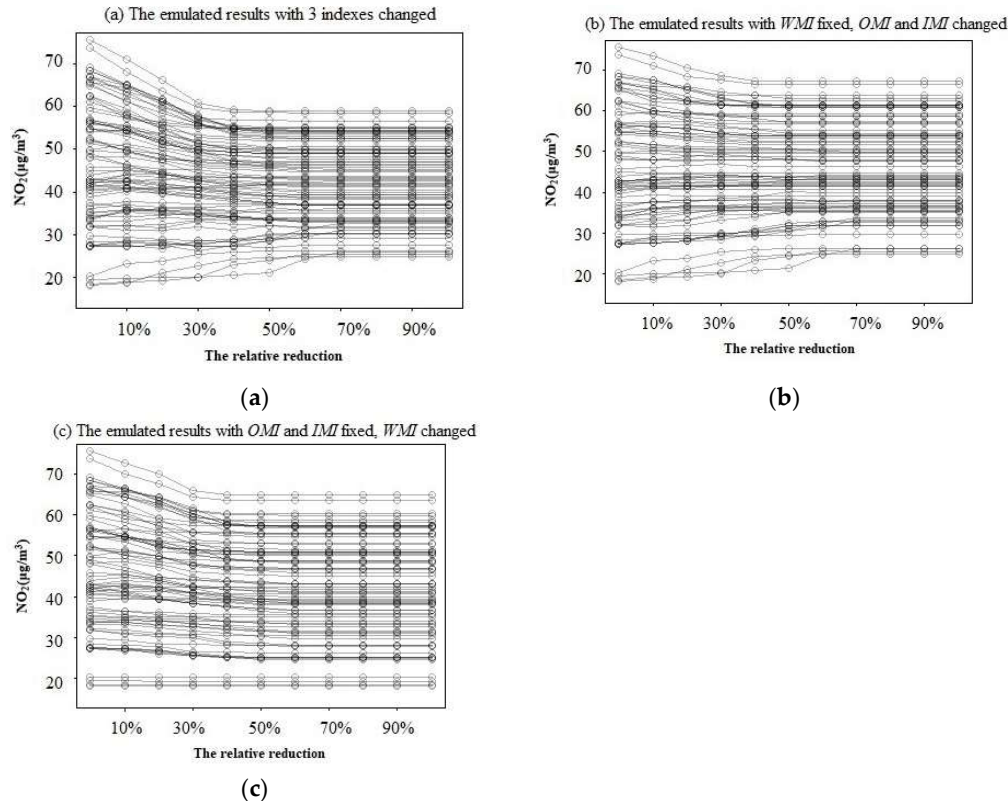 (a) The emulated results with 3 indexes changed
NO₂(µg/m³)
70
60
50
40
30
20
10% 30% 50% 70% 90%
The relative reduction
(a)
(b) The emulated results with WMI fixed, OMI and IMI changed
NO₂(µg/m³)
70
60
50
40
30
20
10% 30% 50% 70% 90%
The relative reduction
(b)
(c) The emulated results with OMI and IMI fixed, WMI changed
NO₂(µg/m³)
70
60
50
40
30
20
10% 30% 50% 70% 90%
The relative reduction
(c)